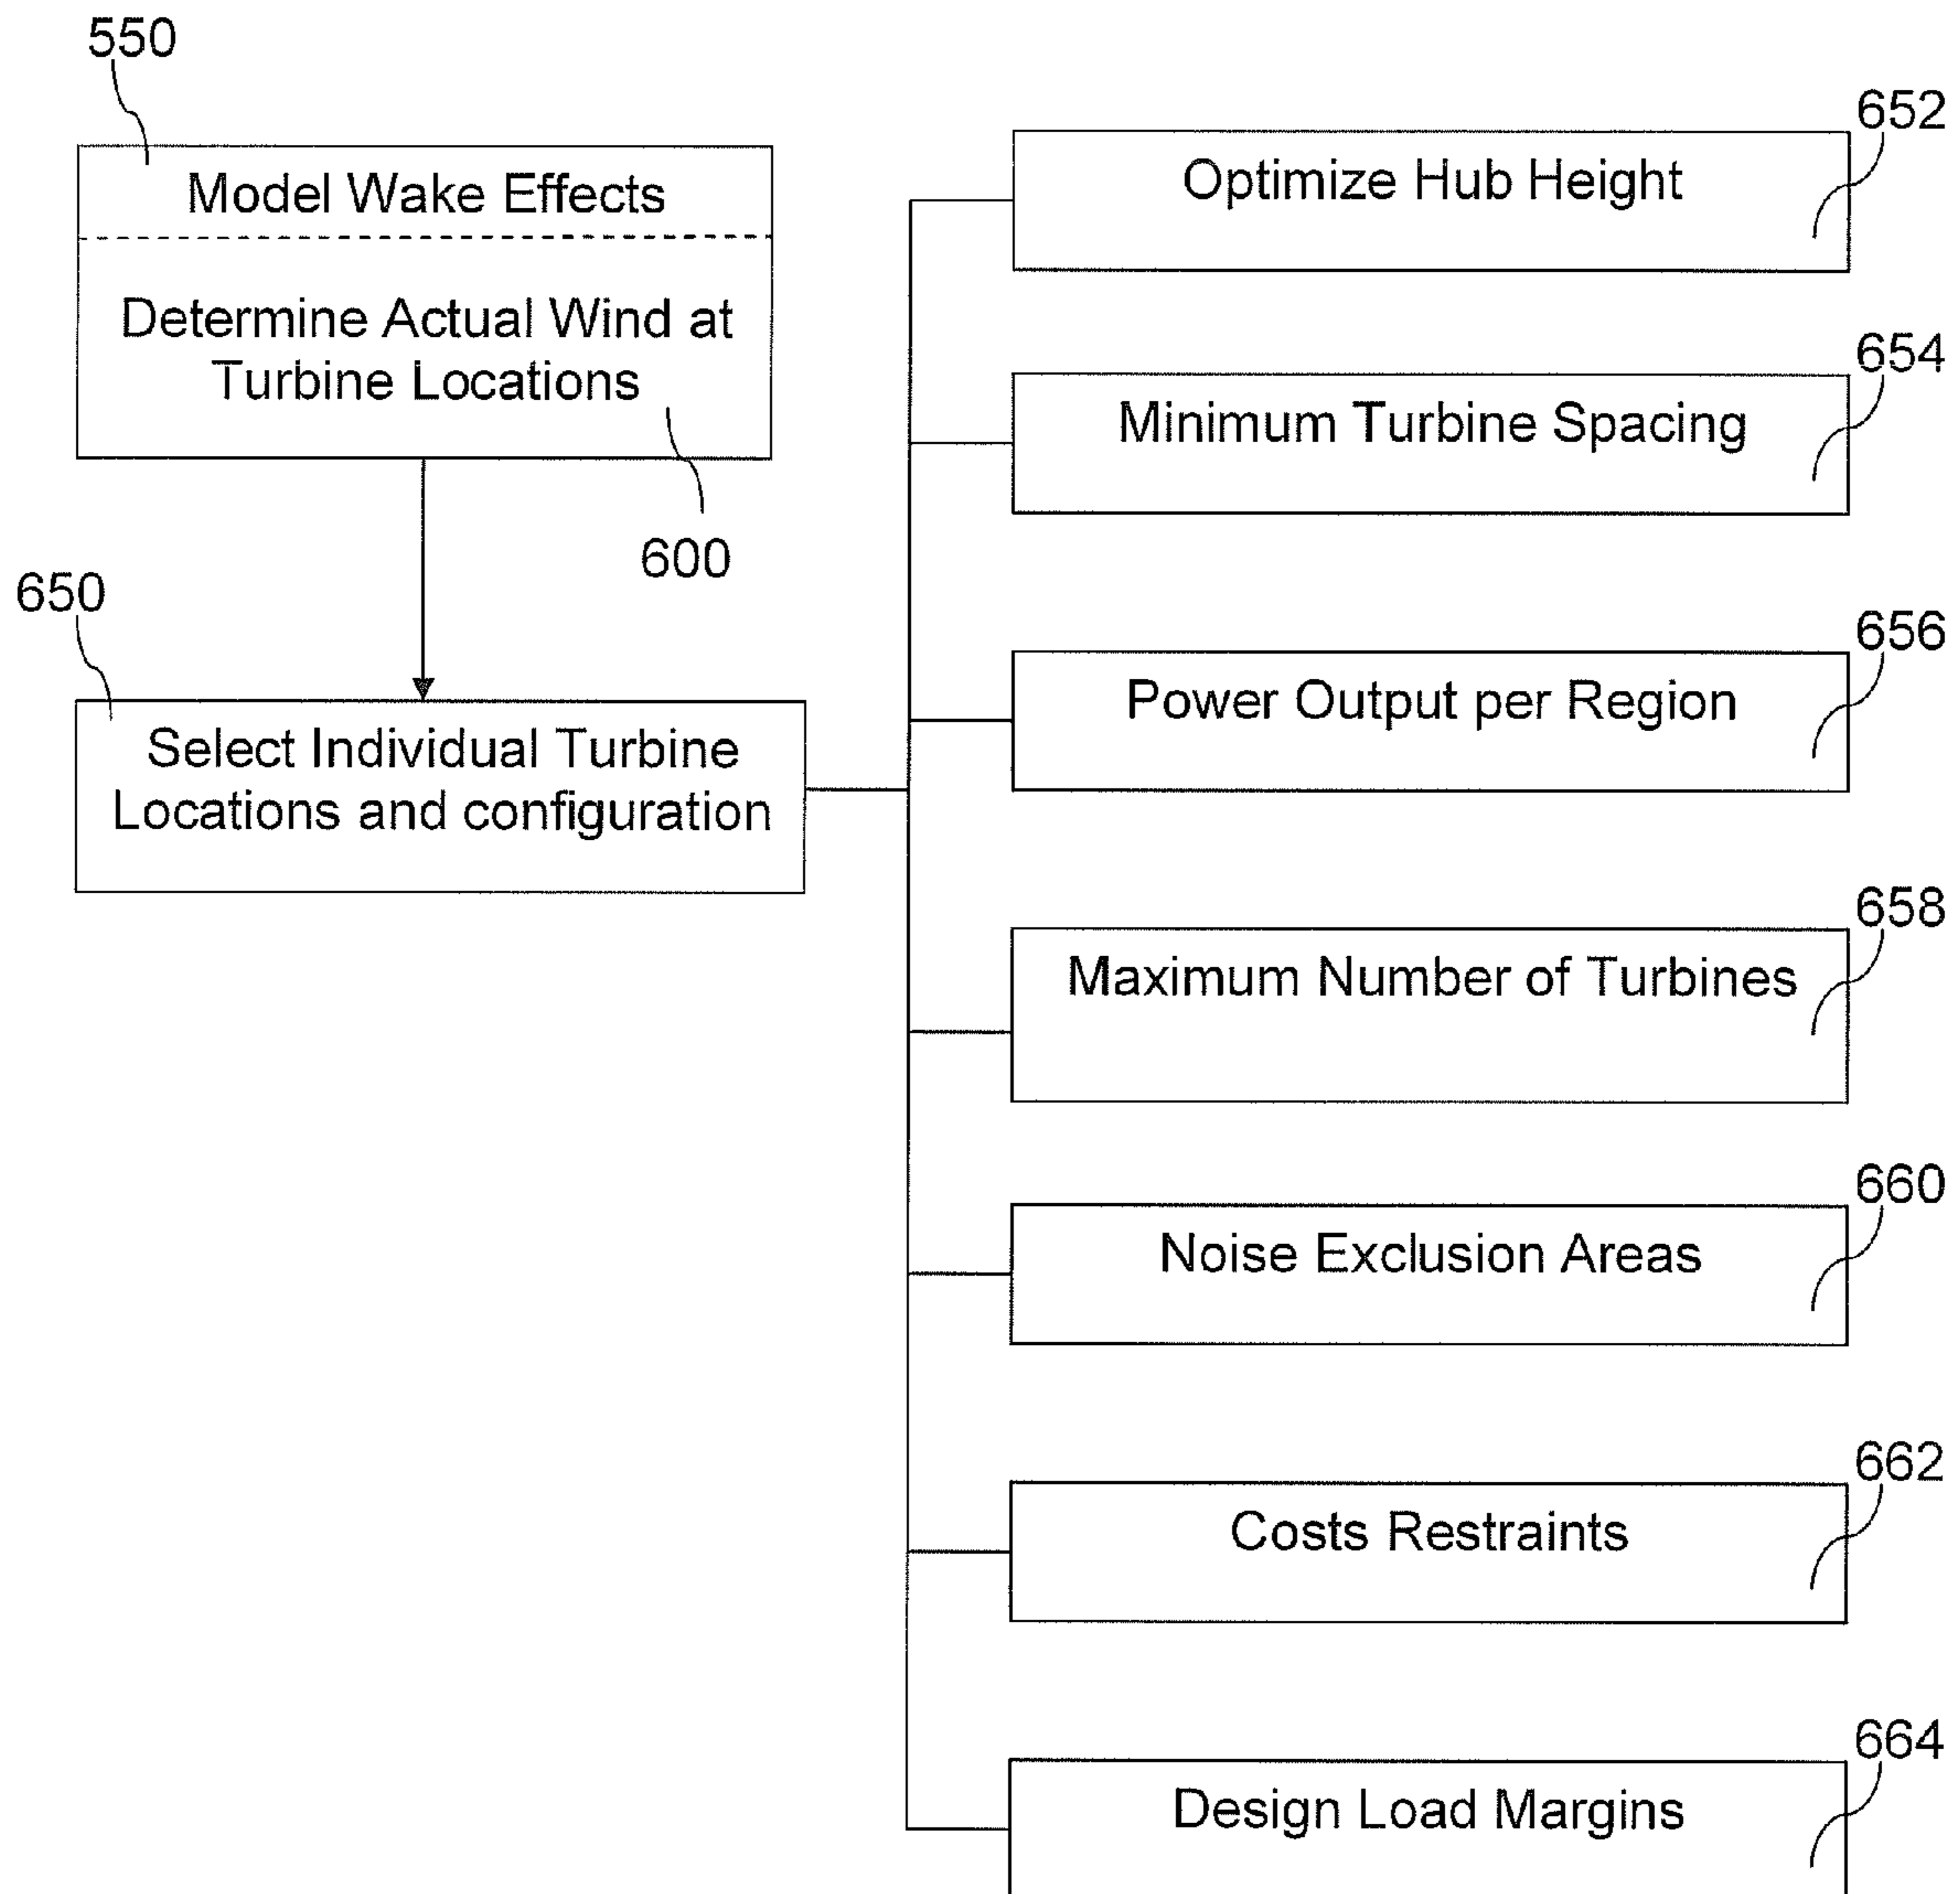 550
Model Wake Effects
Determine Actual Wind at
Turbine Locations
600
650
Select Individual Turbine
Locations and configuration
652
Optimize Hub Height
654
Minimum Turbine Spacing
656
Power Output per Region
658
Maximum Number of Turbines
660
Noise Exclusion Areas
662
Costs Restraints
664
Design Load Margins